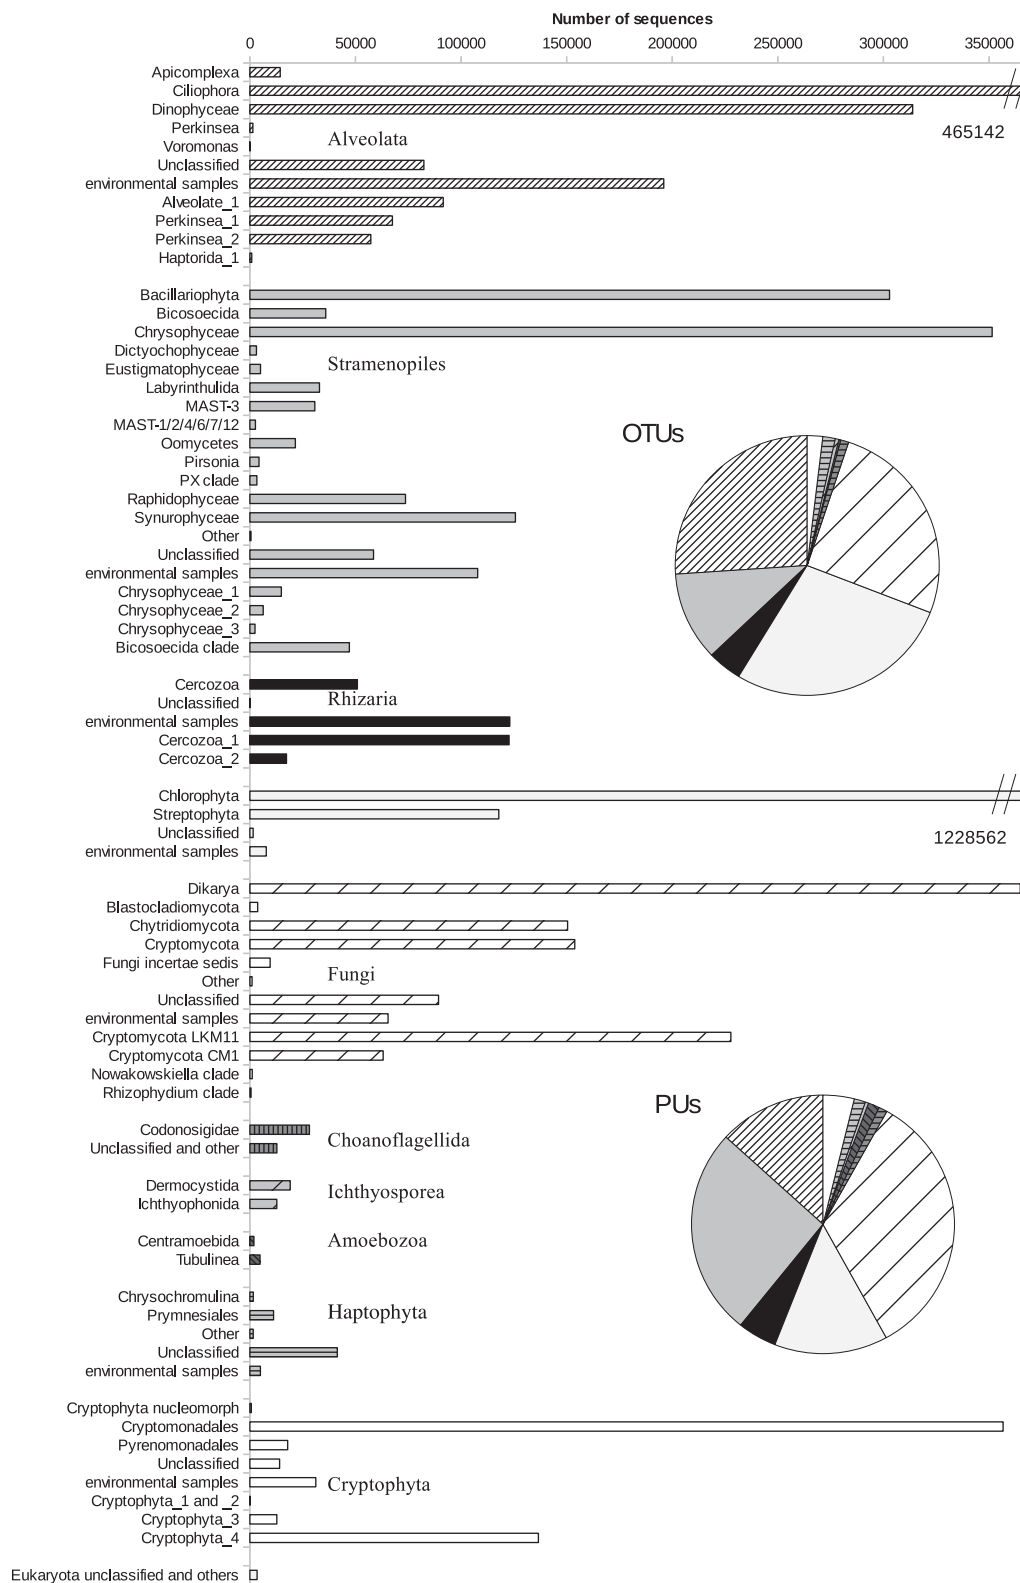 Number of sequences
0 50000 100000 150000 200000 250000 300000 350000
Apicomplexa
Ciliophora
Dinophyceae
465142
Perkinsea
Alveolata
Voromonas
Unclassified
environmental samples
Alveolate_1
Perkinsea_1
Perkinsea_2
Haptorida_1
Bacillariophyta
Bicosoecida
Chrysophyceae
Dictyochophyceae
Stramenopiles
Eustigmatophyceae
Labyrinthulida
MAST-3
MAST-1/2/4/6/7/12
OTUs
Oomycetes
Pirsonia
PX clade
Raphidophyceae
Synurophyceae
Other
Unclassified
environmental samples
Chrysophyceae_1
Chrysophyceae_2
Chrysophyceae_3
Bicosoecida clade
Cercozoa
Rhizaria
Unclassified
environmental samples
Cercozoa_1
Cercozoa_2
Chlorophyta
Streptophyta
Unclassified
1228562
environmental samples
Dikarya
Blastocladiomycota
Chytridiomycota
Cryptomycota
Fungi incertae sedis
Fungi
Other
Unclassified
environmental samples
Cryptomycota LKM11
Cryptomycota CM1
Nowakowskiella clade
Rhizophydium clade
PUs
Codonosigidae
Choanoflagellida
Unclassified and other
Dermocystida
Ichthyosporea
Ichthyophonida
Centramoebida
Amoebozoa
Tubulinea
Chrysochromulina
Prymnesiales
Haptophyta
Other
Unclassified
environmental samples
Cryptophyta nucleomorph
Cryptomonadales
Pyrenomonadales
Unclassified
environmental samples
Cryptophyta
Cryptophyta_1 and _2
Cryptophyta_3
Cryptophyta_4
Eukaryota unclassified and others